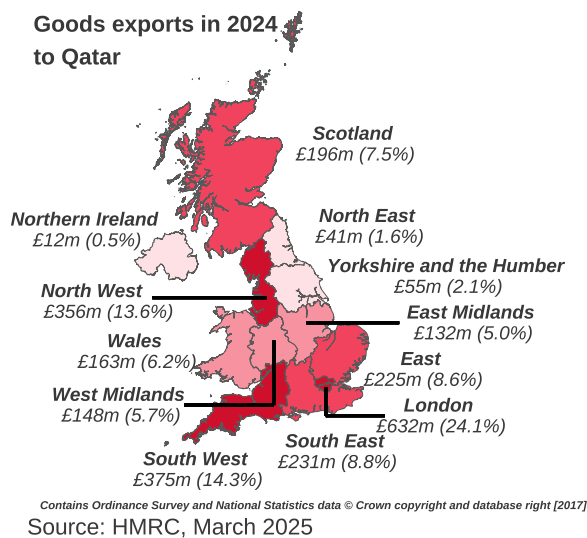 Goods exports in 2024
to Qatar
Scotland
£196m (7.5%)
Northern Ireland
£12m (0.5%)
North East
£41m (1.6%)
Yorkshire and the Humber
£55m (2.1%)
North West
£356m (13.6%)
East Midlands
£132m (5.0%)
Wales
£163m (6.2%)
East
£225m (8.6%)
West Midlands
£148m (5.7%)
London
£632m (24.1%)
South East
£231m (8.8%)
South West
£375m (14.3%)
Contains Ordnance Survey and National Statistics data © Crown copyright and database right [2017]
Source: HMRC, March 2025